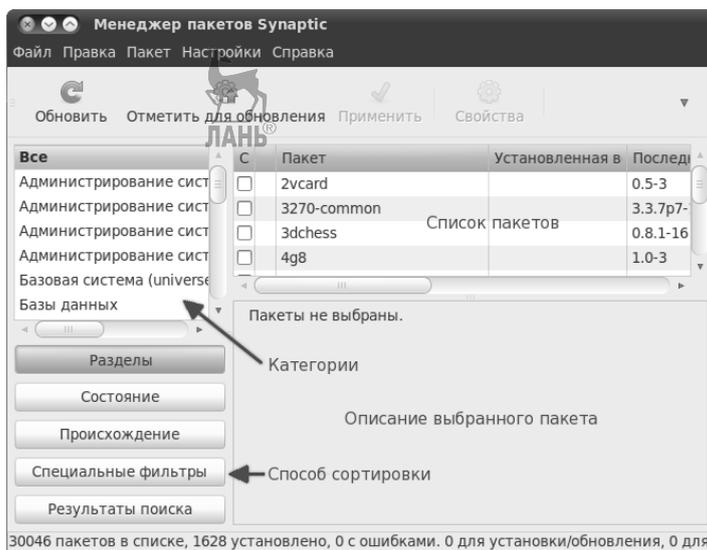 Менеджер пакетов Synaptic
Файл Правка Пакет Настройки Справка
Обновить Отметить для обновления Применить Свойства
ЛАНЬ®
Все
Администрирование сист
Администрирование сист
Администрирование сист
Администрирование сист
Базовая система (universe
Базы данных
С Пакет Установленная в Последн
2vcard 0.5-3
3270-common 3.3.7p7-
3dchess 0.8.1-16
4g8 1.0-3
Список пакетов
Пакеты не выбраны.
Разделы
Состояние
Происхождение
Специальные фильтры
Результаты поиска
Категории
Описание выбранного пакета
Способ сортировки
30046 пакетов в списке, 1628 установлено, 0 с ошибками. 0 для установки/обновления, 0 для